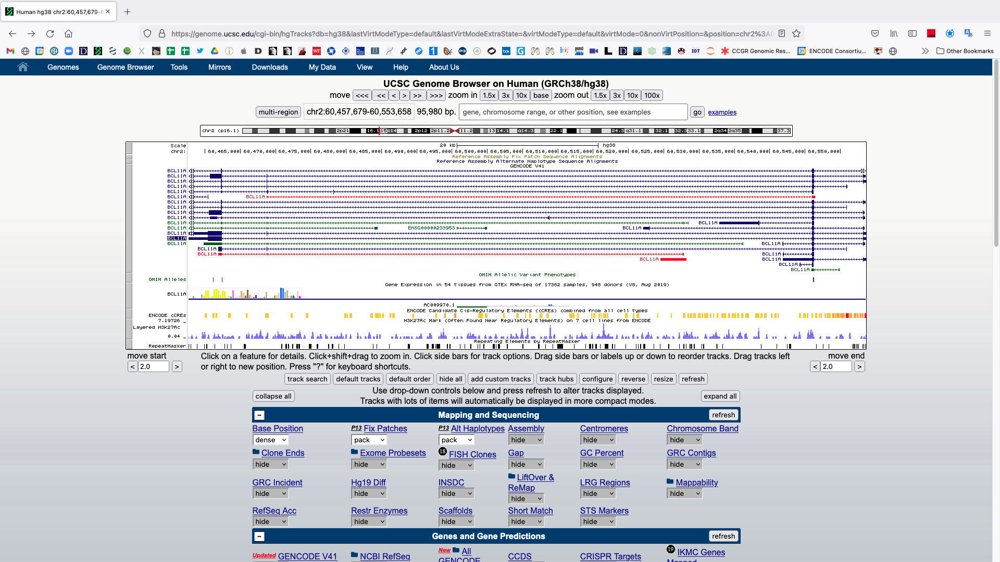 Human hg38 chr2:60,457,679-6
https://genome.ucsc.edu/cgi-bin/hgTracks?db=hg38&lastVirtModeType=default&lastVirtModeExtraState=&virtModeType=default&virtMode=0&nonVirtPosition=&position=chr2%3A6
CCGR Genomic Res... ENCODE Consortiu... Other Bookmarks
Genomes Genome Browser Tools Mirrors Downloads My Data View Help About Us
UCSC Genome Browser on Human (GRCh38/hg38)
move <<< << < > >> >>> zoom in 1.5x 3x 10x base zoom out 1.5x 3x 10x 100x
multi-region chr2:60,457,679-60,553,658 95,980 bp. gene, chromosome range, or other position, see examples go examples
chr2 (p16.1) 2p21 16.1 15 p14 2p12 2p11.2 11.2 13 14.1 q14.3 22.1 24.3 q31.1 32.1 32.3 33.1 2q34 2q35 37.3
Scale 20 kb hg38
chr2: 60,465,000 60,470,000 60,475,000 60,480,000 60,485,000 60,490,000 60,495,000 60,500,000 60,505,000 60,510,000 60,515,000 60,520,000 60,525,000 60,530,000 60,535,000 60,540,000 60,545,000 60,550,000
Reference Assembly Fix Patch Sequence Alignments
Reference Assembly Alternate Haplotype Sequence Alignments
GENCODE V41
BCL11A
BCL11A
BCL11A
BCL11A
BCL11A
BCL11A BCL11A
BCL11A
BCL11A
BCL11A
BCL11A
BCL11A BCL11A
BCL11A ENSG00000233953 BCL11A
BCL11A
BCL11A
BCL11A BCL11A
BCL11A
BCL11A BCL11A
BCL11A BCL11A
BCL11A
BCL11A
OMIM Allelic Variant Phenotypes
OMIM Alleles
Gene Expression in 54 tissues from GTEx RNA-seq of 17382 samples, 948 donors (V8, Aug 2019)
BCL11A
AC009970.1
ENCODE Candidate Cis-Regulatory Elements (cCREs) combined from all cell types
ENCODE cCREs
7.19726 _ H3K27Ac Mark (Often Found Near Regulatory Elements) on 7 cell lines from ENCODE
Layered H3K27Ac
0.04 _
Repeating Elements by RepeatMasker
RepeatMasker
move start Click on a feature for details. Click+shift+drag to zoom in. Click side bars for track options. Drag side bars or labels up or down to reorder tracks. Drag tracks left move end
< 2.0 > or right to new position. Press "?" for keyboard shortcuts. < 2.0 >
track search default tracks default order hide all add custom tracks track hubs configure reverse resize refresh
collapse all Use drop-down controls below and press refresh to alter tracks displayed. expand all
Tracks with lots of items will automatically be displayed in more compact modes.
- Mapping and Sequencing refresh
Base Position P13 Fix Patches P13 Alt Haplotypes Assembly Centromeres Chromosome Band
dense pack pack hide hide hide
Clone Ends Exome Probesets 18 FISH Clones Gap GC Percent GRC Contigs
hide hide hide hide hide hide
GRC Incident Hg19 Diff INSDC LiftOver & ReMap LRG Regions Mappability
hide hide hide hide hide hide
RefSeq Acc Restr Enzymes Scaffolds Short Match STS Markers
hide hide hide hide hide
- Genes and Gene Predictions refresh
Updated GENCODE V41 NCBI RefSeq New All GENCODE CCDS CRISPR Targets 19 IKMC Genes Mapped